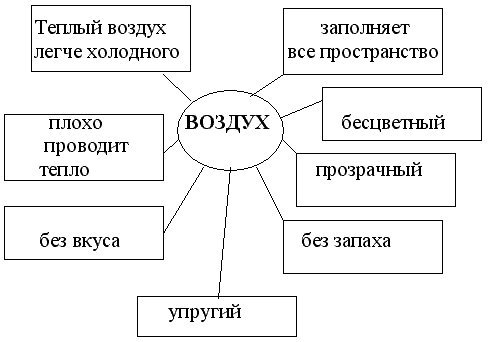 Теплый воздух
легче холодного
заполняет
все пространство
ВОЗДУХ
бесцветный
плохо
проводит
тепло
прозрачный
без вкуса
без запаха
упругий